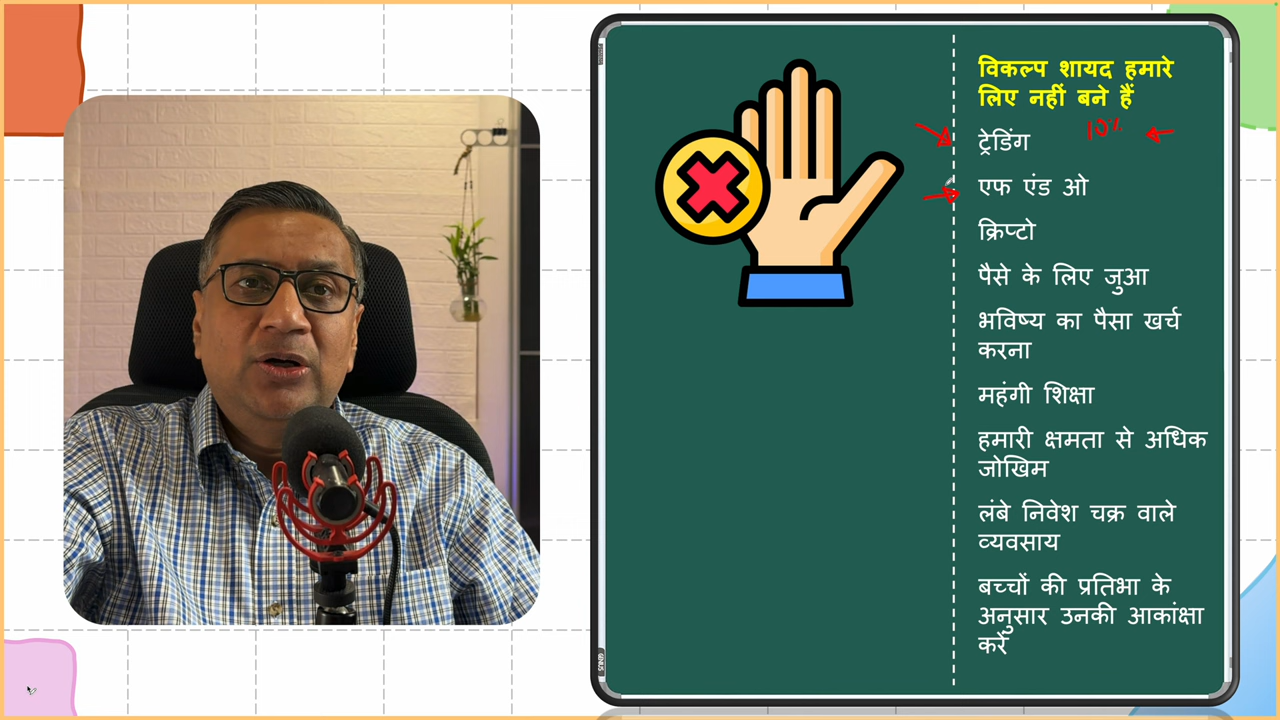 विकल्प शायद हमारे
लिए नहीं बने हैं
ट्रेडिंग 10%
एफ एंड ओ
क्रिप्टो
पैसे के लिए जुआ
भविष्य का पैसा खर्च
करना
महंगी शिक्षा
हमारी क्षमता से अधिक
जोखिम
लंबे निवेश चक्र वाले
व्यवसाय
बच्चों की प्रतिभा के
अनुसार उनकी आकांक्षा
करें